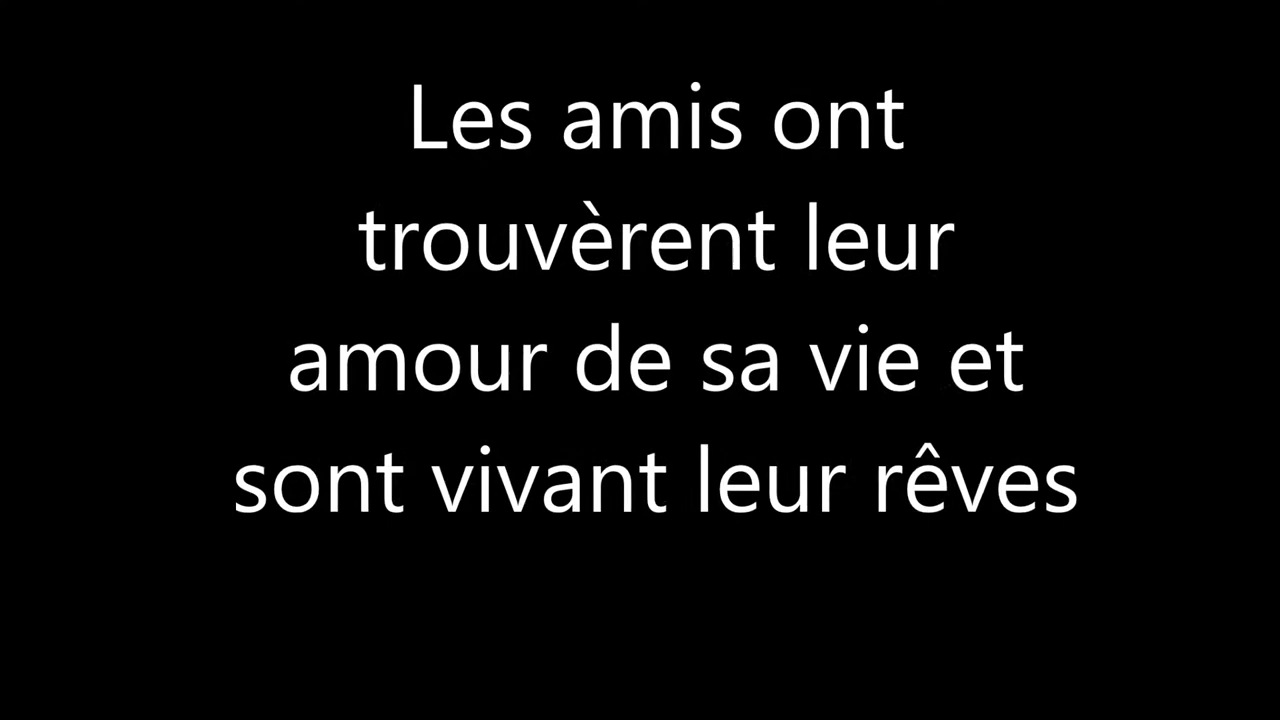 Les amis ont
trouvèrent leur
amour de sa vie et
sont vivant leur rêves